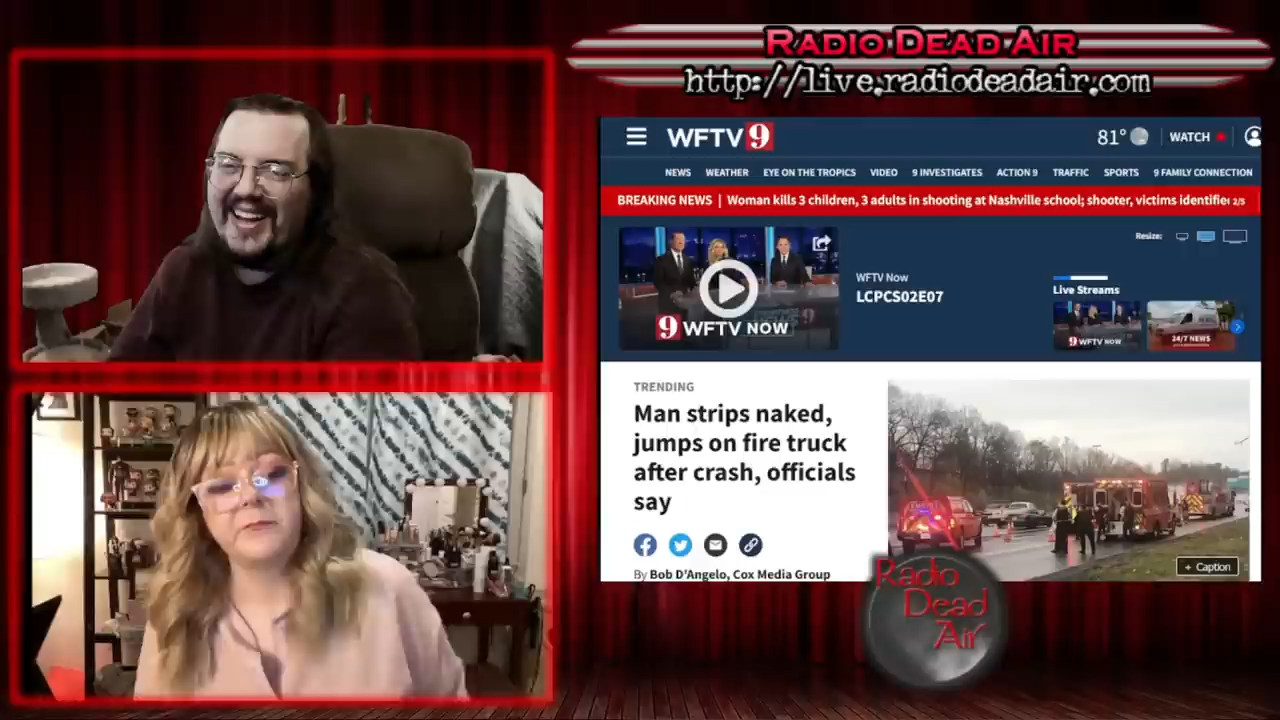 RADIO DEAD AIR
http://live.radiodeadair.com
WFTV 9
81°
WATCH
NEWS WEATHER EYE ON THE TROPICS VIDEO 9 INVESTIGATES ACTION 9 TRAFFIC SPORTS 9 FAMILY CONNECTION
BREAKING NEWS | Woman kills 3 children, 3 adults in shooting at Nashville school; shooter, victims identifie 2/5
Resize:
WFTV Now
LCPCS02E07
Live Streams
9 WFTV NOW
9 WFTV NOW
24/7 NEWS
TRENDING
Man strips naked,
jumps on fire truck
after crash, officials
say
By Bob D'Angelo, Cox Media Group
+ Caption
Radio
Dead
Air